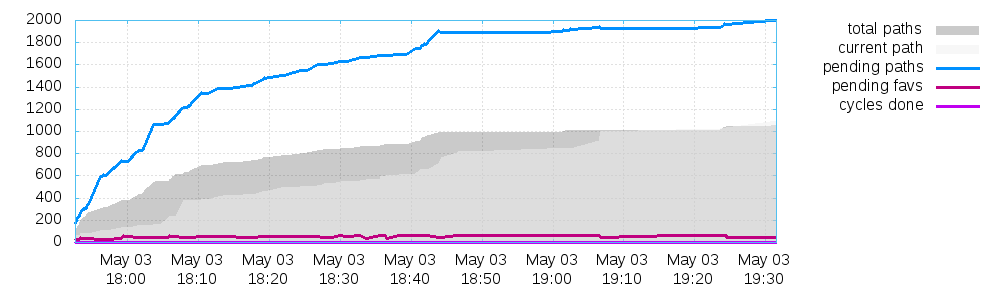 2000
1800
1600
1400
1200
1000
800
600
400
200
0
May 03 May 03 May 03 May 03 May 03 May 03 May 03 May 03 May 03 May 03
18:00 18:10 18:20 18:30 18:40 18:50 19:00 19:10 19:20 19:30
total paths
current path
pending paths
pending favs
cycles done